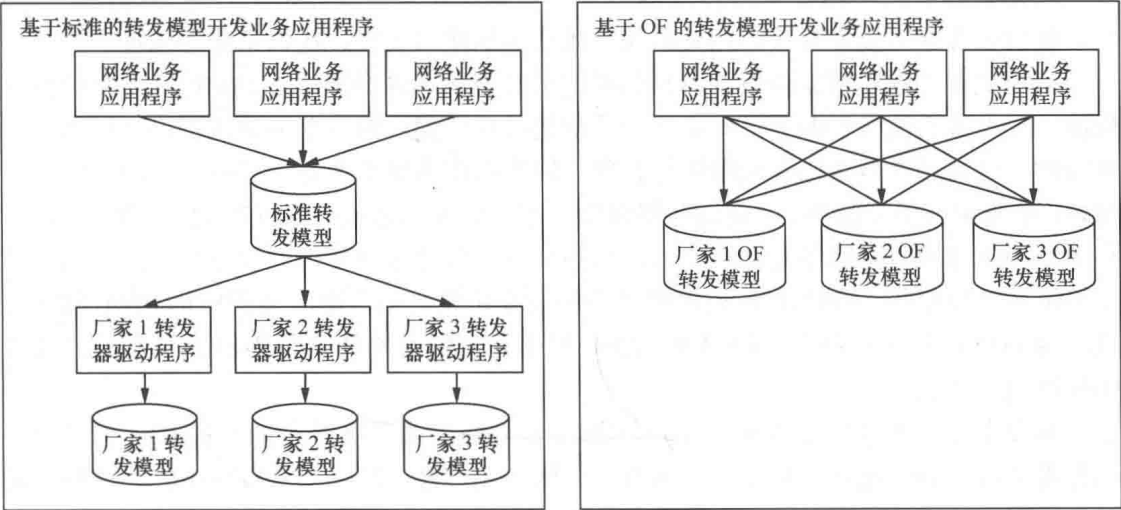 基于标准的转发模型开发业务应用程序
网络业务
应用程序
网络业务
应用程序
网络业务
应用程序
标准转
发模型
厂家 1 转发
器驱动程序
厂家 2 转发
器驱动程序
厂家 3 转发
器驱动程序
厂家 1 转
发模型
厂家 2 转
发模型
厂家 3 转
发模型
基于 OF 的转发模型开发业务应用程序
网络业务
应用程序
网络业务
应用程序
网络业务
应用程序
厂家 1 OF
转发模型
厂家 2 OF
转发模型
厂家 3 OF
转发模型